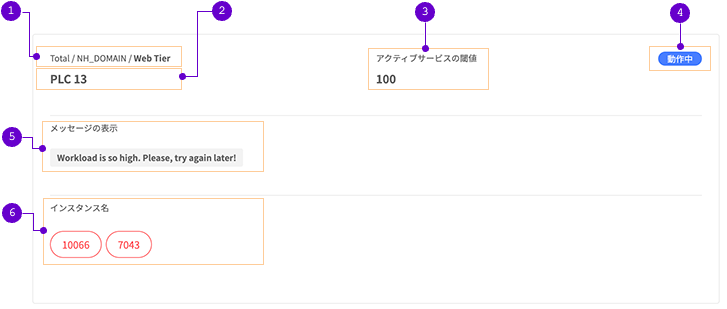 1
2
3
4
Total / NH_DOMAIN / Web Tier
PLC 13
アクティブサービスの閾値
100
動作中
5
メッセージの表示
Workload is so high. Please, try again later!
6
インスタンス名
10066 7043